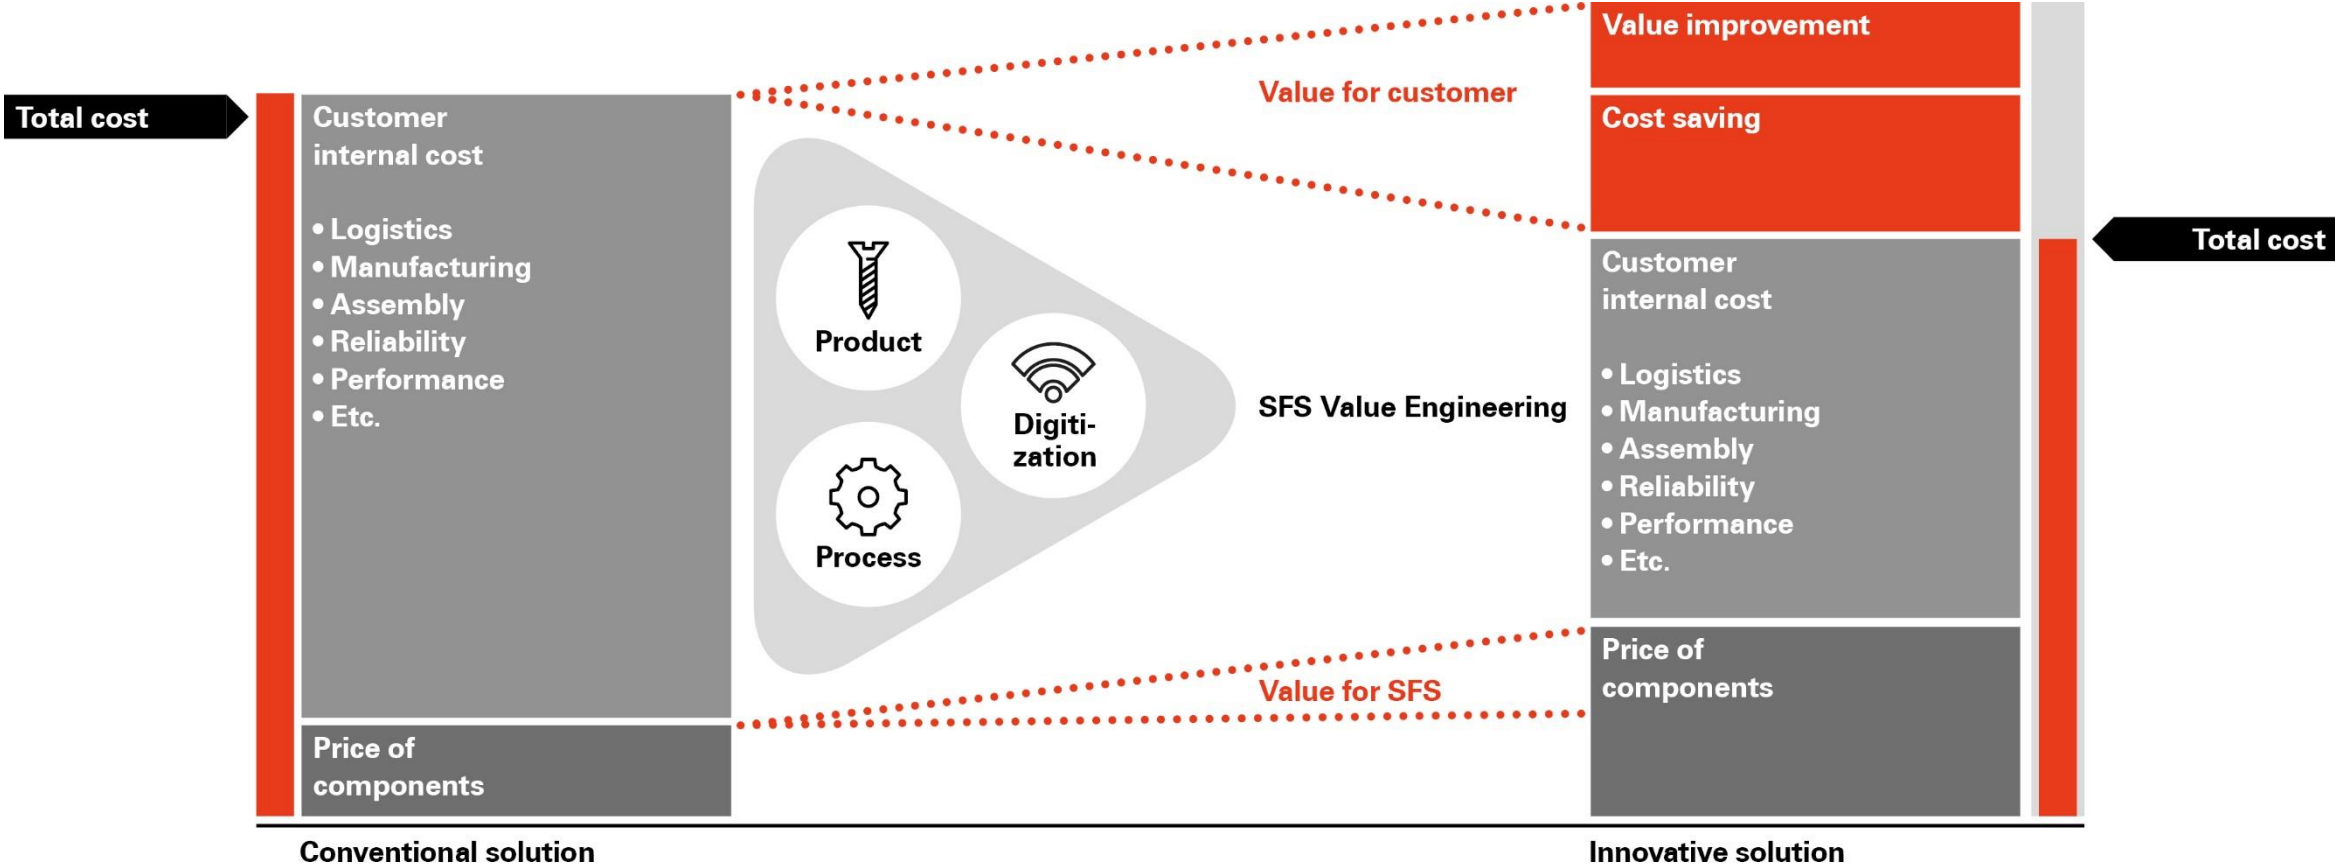 Total cost
Customer
internal cost
• Logistics
• Manufacturing
• Assembly
• Reliability
• Performance
• Etc.
Price of
components
Conventional solution
Product
Process
Digiti-
zation
Value for customer
SFS Value Engineering
Value for SFS
Value improvement
Cost saving
Customer
internal cost
• Logistics
• Manufacturing
• Assembly
• Reliability
• Performance
• Etc.
Price of
components
Innovative solution
Total cost